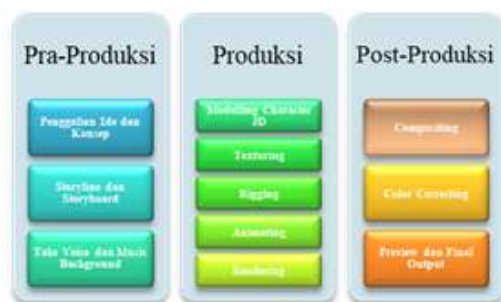 Pra-Produksi
Penggalian Ide dan
Konsep
Storyline dan
Storyboard
Take Voice dan Music
Background
Produksi
Modelling Character
Texturing
Rigging
Animating
Rendering
Post-Produksi
Compositing
Color Correcting
Preview dan Final
Output